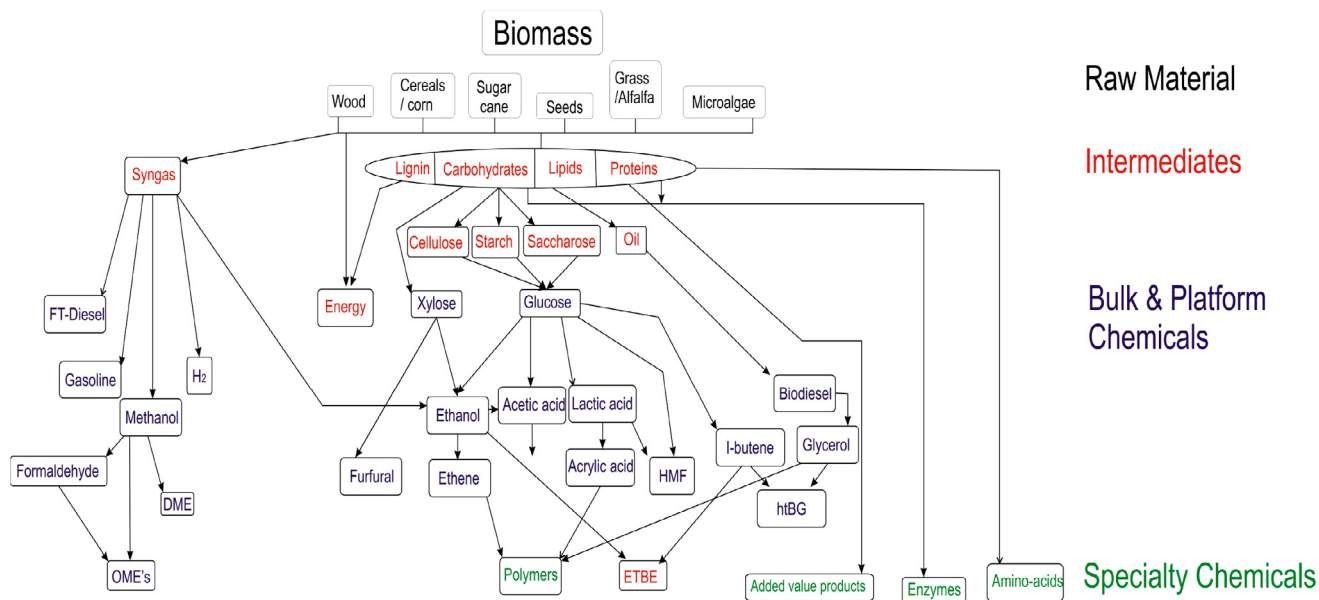 Biomass
Raw Material
Wood
Cereals
/ corn
Sugar
cane
Seeds
Grass
/Alfalfa
Microalgae
Intermediates
Syngas
Lignin
Carbohydrates
Lipids
Proteins
Cellulose
Starch
Saccharose
Oil
Bulk & Platform
Chemicals
FT-Diesel
Energy
Xylose
Glucose
Gasoline
H₂
Methanol
Ethanol
Acetic acid
Lactic acid
Biodiesel
Formaldehyde
DME
Furfural
Ethene
Acrylic acid
HMF
I-butene
Glycerol
htBG
OME's
Polymers
ETBE
Added value products
Enzymes
Amino-acids
Specialty Chemicals